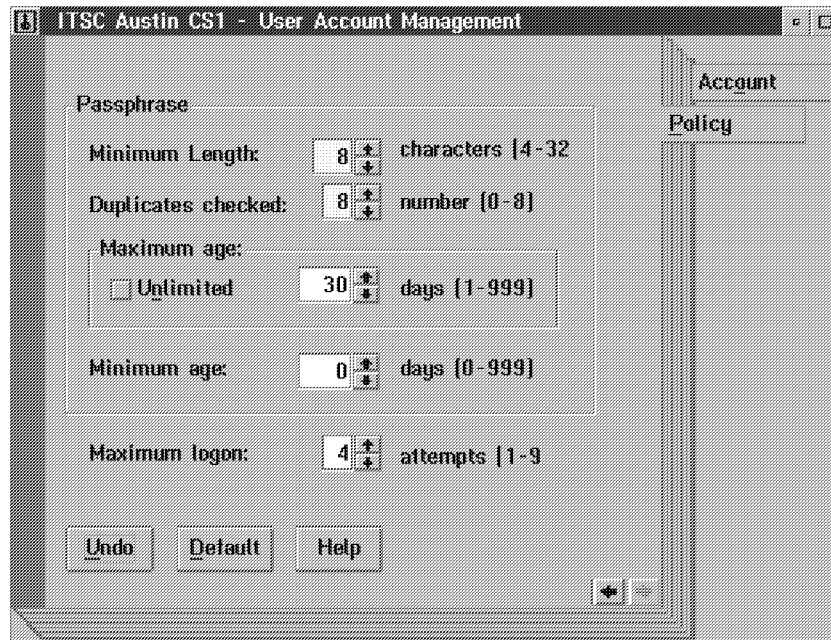 ITSC Austin CS1 - User Account Management
Account
Policy
Passphrase
Minimum Length: 8 characters [4-32
Duplicates checked: 8 number [0-8]
Maximum age:
Unlimited 30 days [1-999]
Minimum age: 0 days [0-999]
Maximum logon: 4 attempts [1-9
Undo Default Help